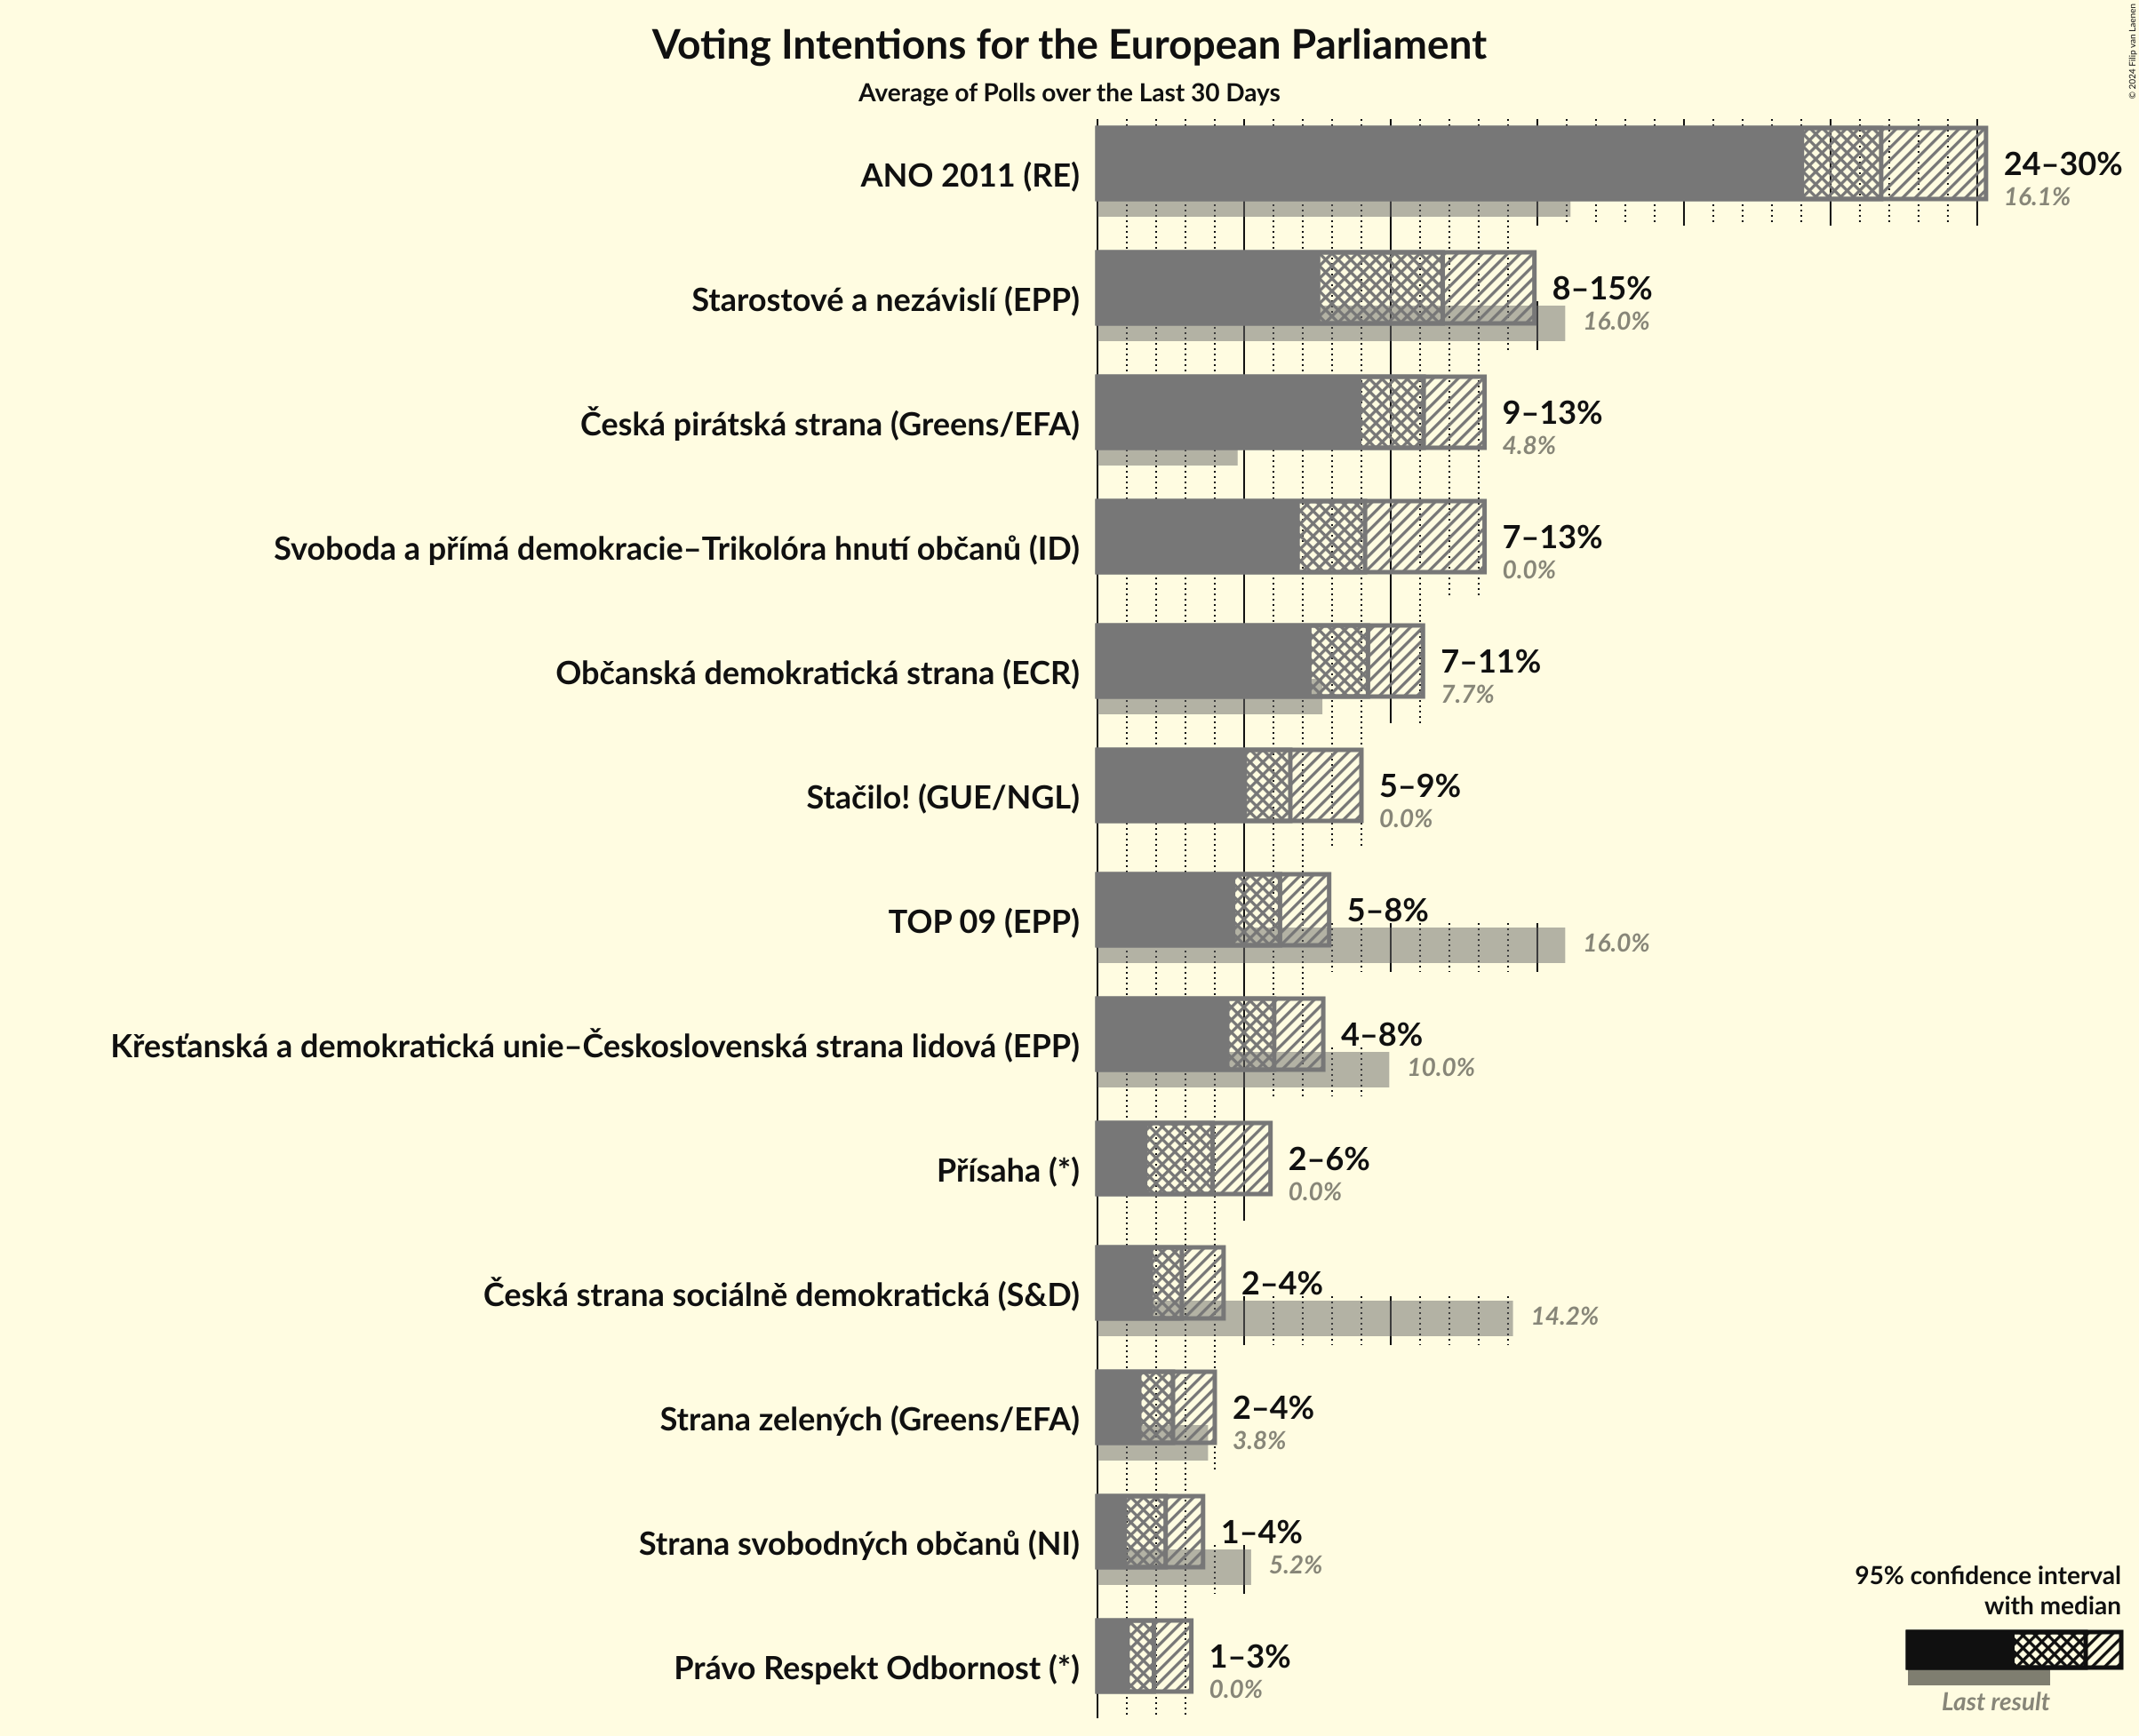 © 2024 Filip van Laenen
Voting Intentions for the European Parliament
Average of Polls over the Last 30 Days
ANO 2011 (RE)
24–30%
16.1%
Starostové a nezávislí (EPP)
8–15%
16.0%
Česká pirátská strana (Greens/EFA)
9–13%
4.8%
Svoboda a přímá demokracie–Trikolóra hnutí občanů (ID)
7–13%
0.0%
Občanská demokratická strana (ECR)
7–11%
7.7%
Stačilo! (GUE/NGL)
5–9%
0.0%
TOP 09 (EPP)
5–8%
16.0%
Křesťanská a demokratická unie–Československá strana lidová (EPP)
4–8%
10.0%
Přísaha (*)
2–6%
0.0%
Česká strana sociálně demokratická (S&D)
2–4%
14.2%
Strana zelených (Greens/EFA)
2–4%
3.8%
Strana svobodných občanů (NI)
1–4%
5.2%
Právo Respekt Odbornost (*)
1–3%
0.0%
95% confidence interval
with median
Last result